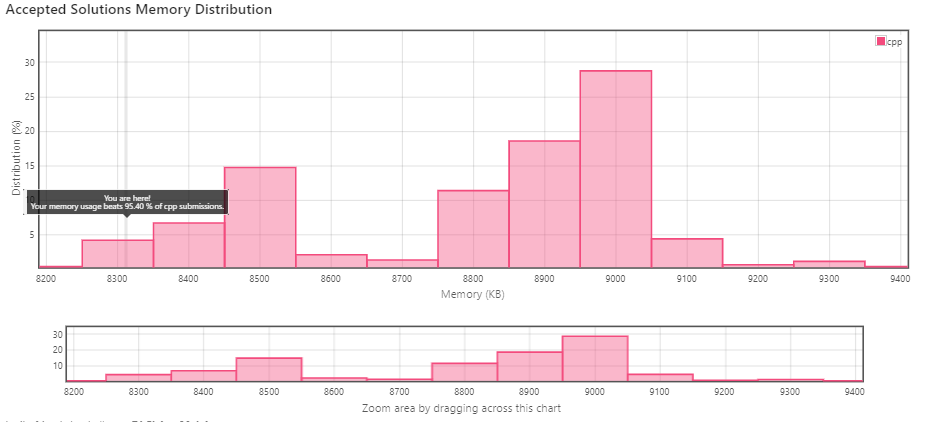 Accepted Solutions Memory Distribution
cpp
30
25
20
15
5
Distribution (%)
You are here!
Your memory usage beats 95.40 % of cpp submissions.
8200 8300 8400 8500 8600 8700 8800 8900 9000 9100 9200 9300 9400
Memory (KB)
30
20
10
8200 8300 8400 8500 8600 8700 8800 8900 9000 9100 9200 9300 9400
Zoom area by dragging across this chart